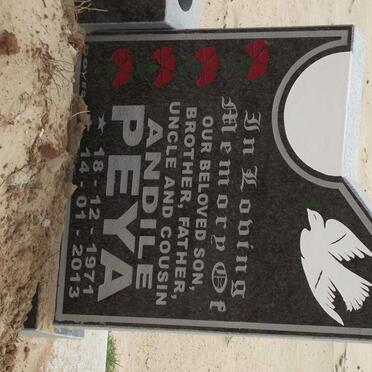 In Loving
Memory Of
OUR BELOVED SON,
BROTHER, FATHER,
UNCLE AND COUSIN
ANDILE
PEYA
★ 18 - 12 - 1971
★ 14 - 01 - 2013